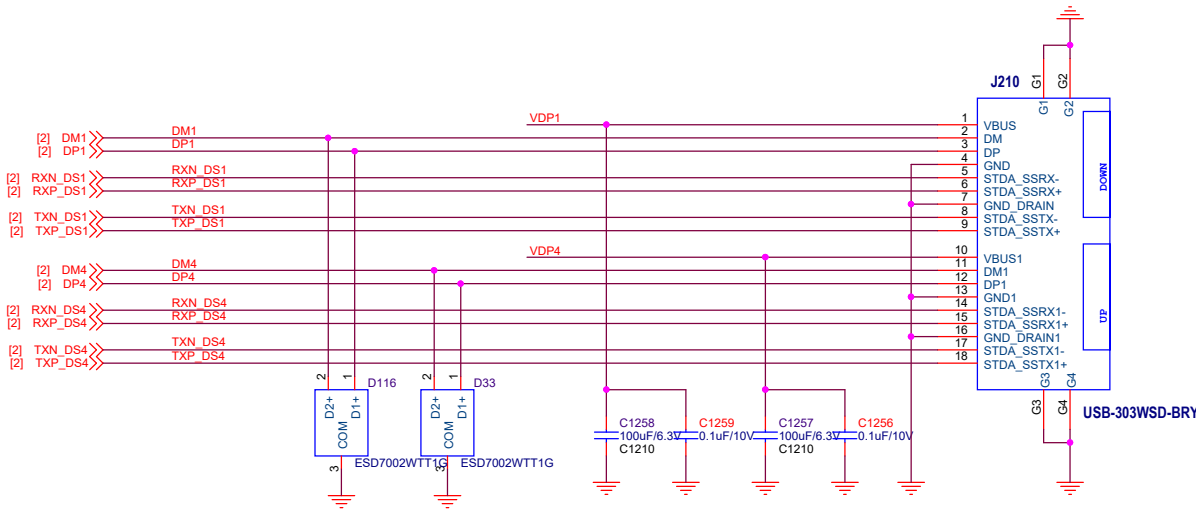 J210
G1
G2
G1
G2
VDP1
1
VBUS
[2] DM1
DM1
2
DM
[2] DP1
DP1
3
DP
4
GND
[2] RXN_DS1
RXN_DS1
5
STDA_SSRX-
[2] RXP_DS1
RXP_DS1
6
STDA_SSRX+
7
GND_DRAIN
[2] TXN_DS1
TXN_DS1
8
STDA_SSTX-
[2] TXP_DS1
TXP_DS1
9
STDA_SSTX+
DOWN
VDP4
10
VBUS1
[2] DM4
DM4
11
DM1
[2] DP4
DP4
12
DP1
13
GND1
[2] RXN_DS4
RXN_DS4
14
STDA_SSRX1-
[2] RXP_DS4
RXP_DS4
15
STDA_SSRX1+
16
GND_DRAIN1
[2] TXN_DS4
TXN_DS4
17
STDA_SSTX1-
[2] TXP_DS4
TXP_DS4
18
STDA_SSTX1+
UP
G3
G4
G3
G4
USB-303WSD-BRY
2
1
D116
D2+
D1+
COM
3
ESD7002WTT1G
2
1
D33
D2+
D1+
COM
3
ESD7002WTT1G
C1258
100uF/6.3V
C1210
C1259
0.1uF/10V
C1257
100uF/6.3V
C1210
C1256
0.1uF/10V